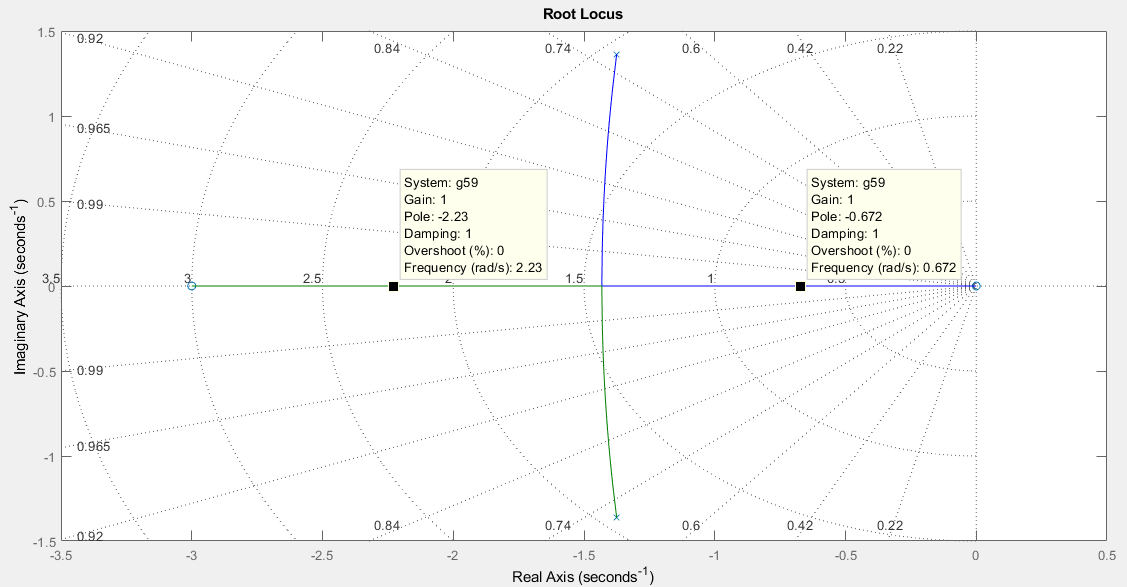 Root Locus
1.5
0.92
0.84
0.74
0.6
0.42
0.22
1
0.965
0.5
0.99
System: g59
Gain: 1
Pole: -2.23
Damping: 1
Overshoot (%): 0
Frequency (rad/s): 2.23
System: g59
Gain: 1
Pole: -0.672
Damping: 1
Overshoot (%): 0
Frequency (rad/s): 0.672
3.5
3
2.5
2
1.5
1
0.5
0
-0.5
0.99
0.965
-1
0.92
0.84
0.74
0.6
0.42
0.22
-1.5
-3.5
-3
-2.5
-2
-1.5
-1
-0.5
0
0.5
Imaginary Axis (seconds-1)
Real Axis (seconds-1)